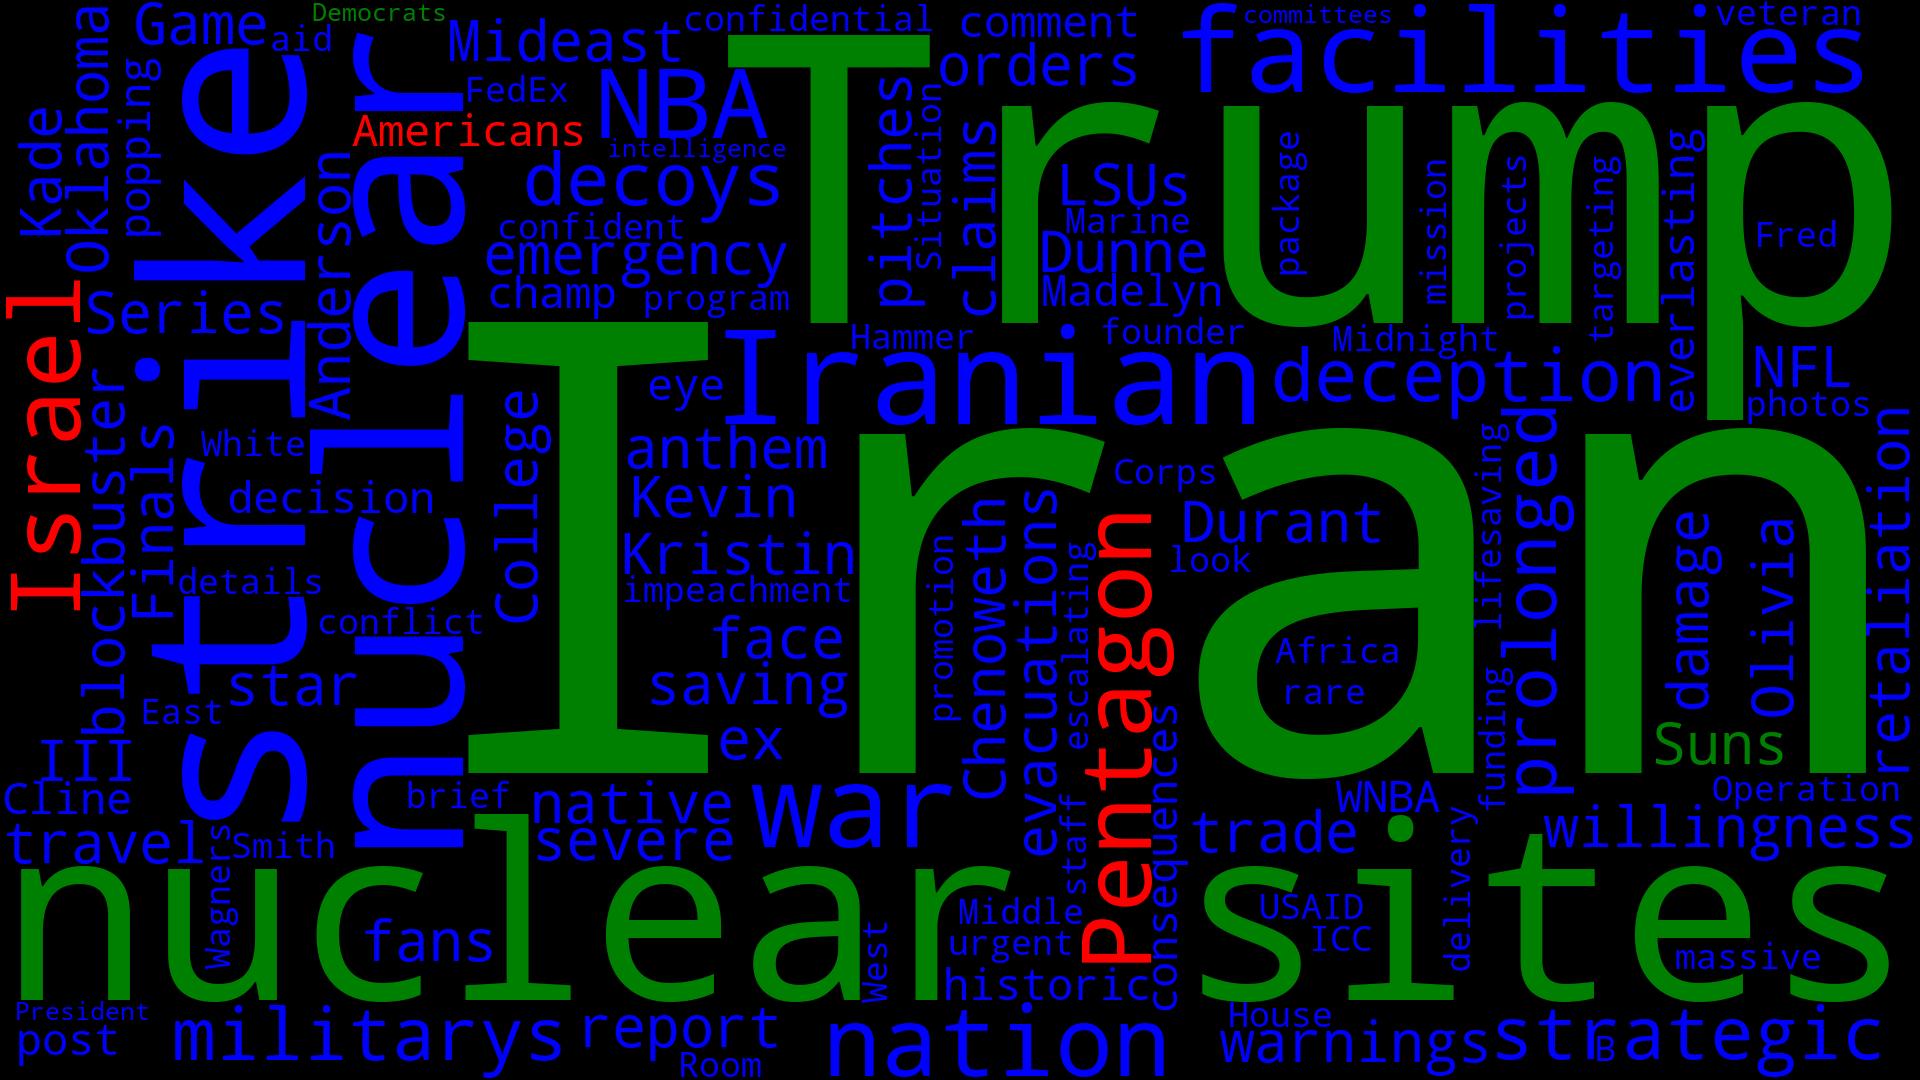 Democrats
confidential
committees
veteran
Game
aid
Mideast
comment
facilities
FedEx
NBA
orders
Trump
Kade
Oklahoma
popping
strike
nuclear
Americans
intelligence
pitches
Situation
claims
package
decoys
LSUs
mission
projects
targeting
everlasting
Anderson
confident
Marine
Fred
emergency
Dunne
champ
program
Madelyn
Israel
Series
Hammer
founder
Midnight
Iran
Iranian
deception
NFL
eye
photos
blockbuster
Finals
White
College
anthem
Corps
lifesaving
prolonged
retaliation
decision
Kevin
Chenoweth
evacuations
Pentagon
Durant
damage
Olivia
Kristin
look
details
impeachment
promotion
escalating
conflict
face
Africa
star
saving
rare
funding
East
ex
consequences
Suns
III
Cline
brief
native
war
WNBA
Operation
travel
Wagners
Smith
severe
staff
trade
delivery
willingness
nuclear sites
fans
West
Middle
USAID
urgent
ICC
historic
massive
President
post
militarys
report
Room
nation
House
warnings
strategic
B